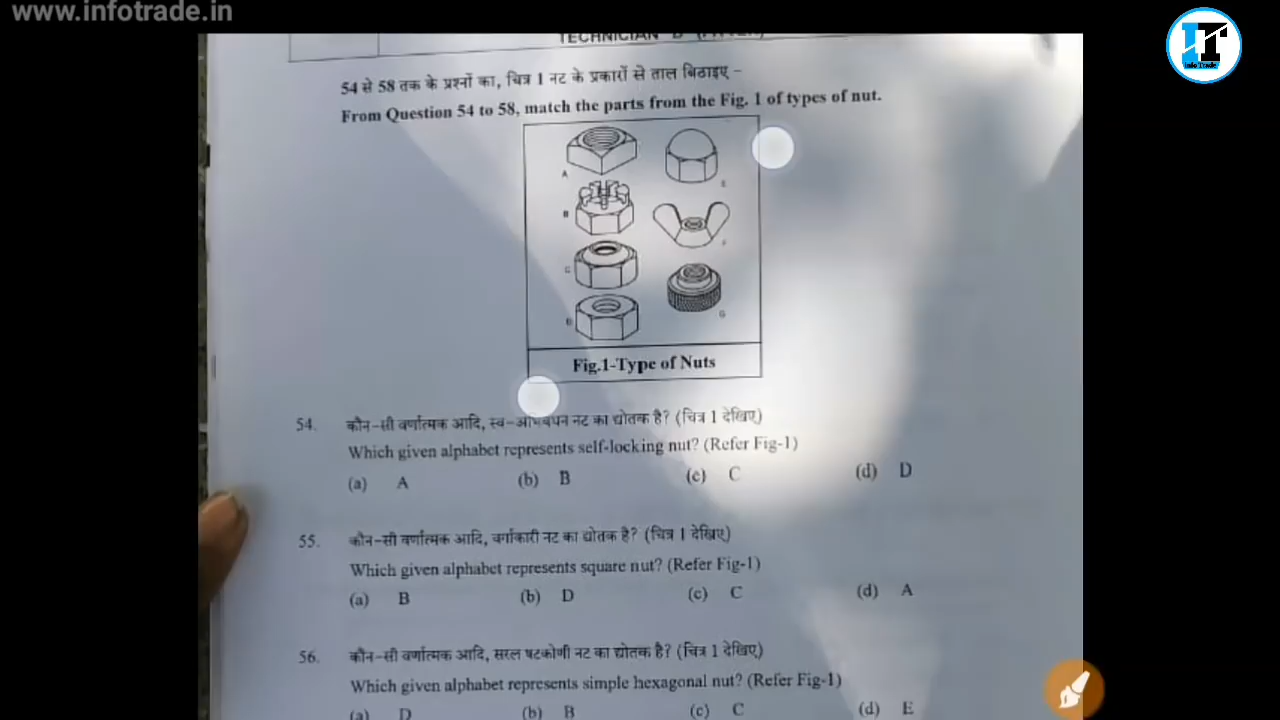 www.infotrade.in
IT
Info Trade
54 से 58 तक के प्रश्नों का, चित्र 1 नट के प्रकारों से ताल बिठाइए –
From Question 54 to 58, match the parts from the Fig. 1 of types of nut.
A
E
B
F
C
G
D
Fig.1-Type of Nuts
54. कौन-सी वर्णात्मक आदि, स्व- नट का द्योतक है? (चित्र 1 देखिए)
Which given alphabet represents self-locking nut? (Refer Fig-1)
(a) A (b) B (c) C (d) D
55. कौन-सी वर्णात्मक आदि, वर्गाकारी नट का द्योतक है? (चित्र 1 देखिए)
Which given alphabet represents square nut? (Refer Fig-1)
(a) B (b) D (c) C (d) A
56. कौन-सी वर्णात्मक आदि, सरल षटकोणी नट का द्योतक है? (चित्र 1 देखिए)
Which given alphabet represents simple hexagonal nut? (Refer Fig-1)
(a) D (b) B (c) C (d) E